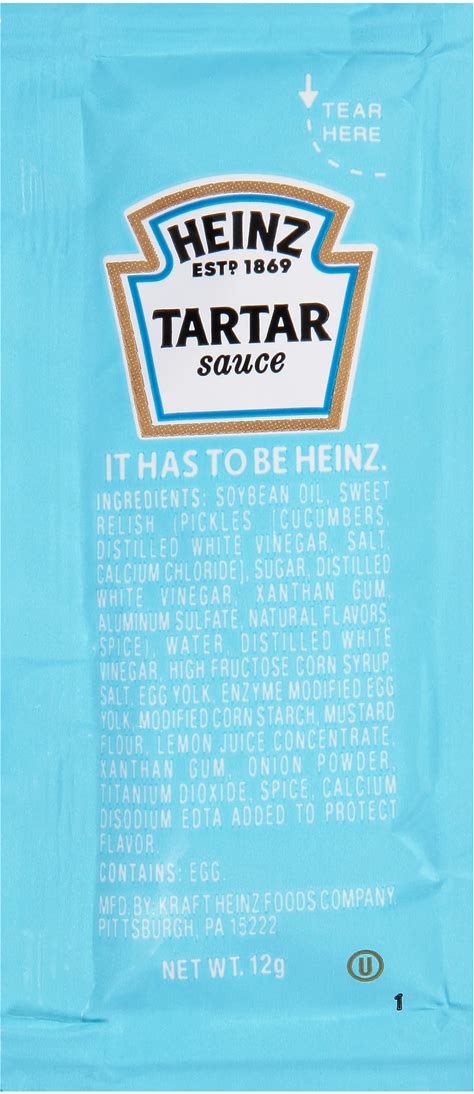 TEAR
HERE
HEINZ
ESTD 1869
TARTAR
sauce
IT HAS TO BE HEINZ.
INGREDIENTS: SOYBEAN OIL, SWEET
RELISH (PICKLES [CUCUMBERS,
DISTILLED WHITE VINEGAR, SALT,
CALCIUM CHLORIDE], SUGAR, DISTILLED
WHITE VINEGAR, XANTHAN GUM,
ALUMINUM SULFATE, NATURAL FLAVORS,
SPICE), WATER, DISTILLED WHITE
VINEGAR, HIGH FRUCTOSE CORN SYRUP,
SALT, EGG YOLK, ENZYME MODIFIED EGG
YOLK, MODIFIED CORN STARCH, MUSTARD
FLOUR, LEMON JUICE CONCENTRATE,
XANTHAN GUM, ONION POWDER,
TITANIUM DIOXIDE, SPICE, CALCIUM
DISODIUM EDTA ADDED TO PROTECT
FLAVOR.
CONTAINS: EGG.
MFD. BY: KRAFT HEINZ FOODS COMPANY
PITTSBURGH, PA 15222
NET WT. 12g
U
1